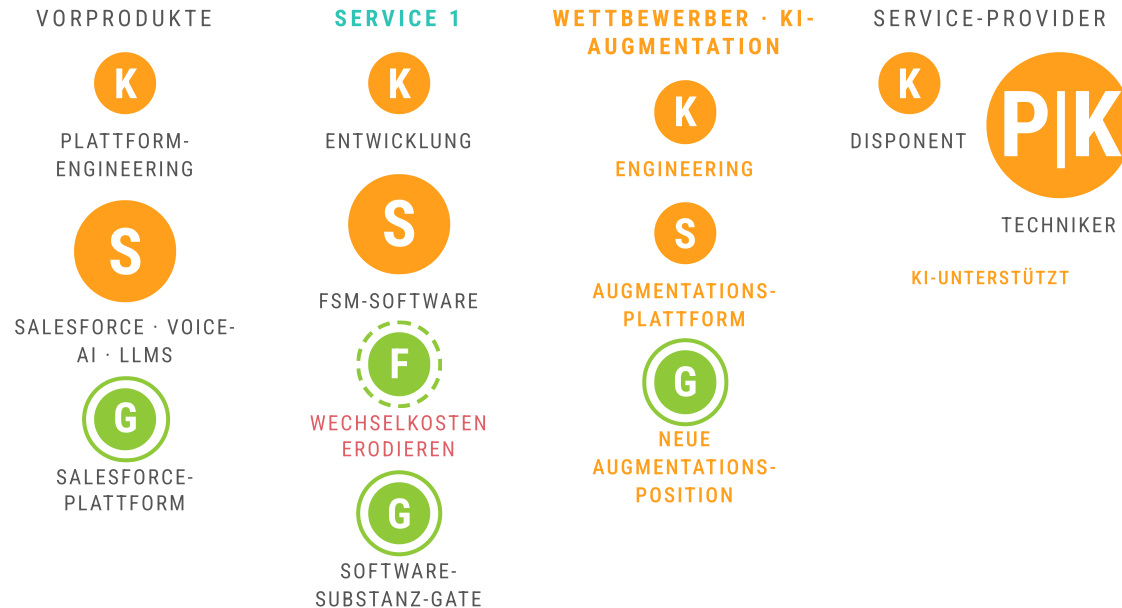 VORPRODUKTE
K
PLATTFORM-
ENGINEERING
S
SALESFORCE · VOICE-
AI · LLMS
G
SALESFORCE-
PLATTFORM
SERVICE 1
K
ENTWICKLUNG
S
FSM-SOFTWARE
F
WECHSELKOSTEN
ERODIEREN
G
SOFTWARE-
SUBSTANZ-GATE
WETTBEWERBER · KI-
AUGMENTATION
K
ENGINEERING
S
AUGMENTATIONS-
PLATTFORM
G
NEUE
AUGMENTATIONS-
POSITION
SERVICE-PROVIDER
K
DISPONENT
P|K
TECHNIKER
KI-UNTERSTÜTZT